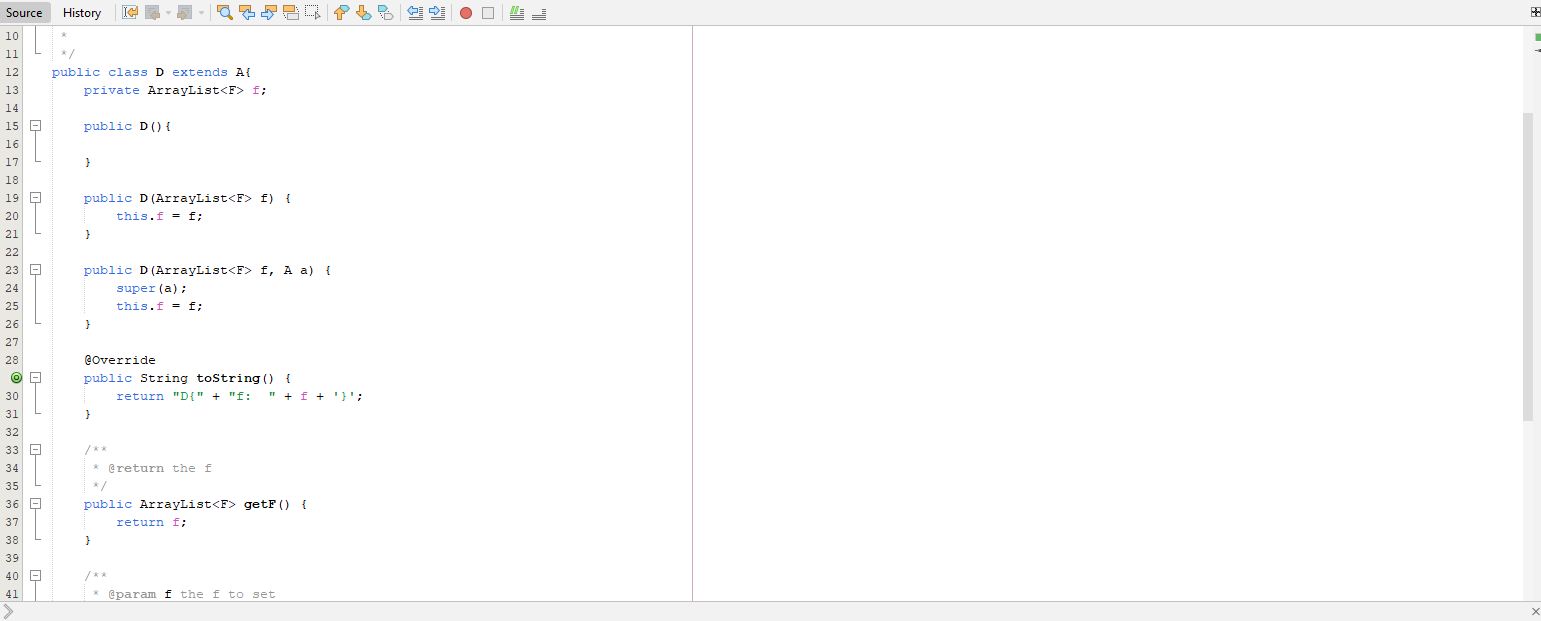 Source History
10 *
11 */
12 public class D extends A{
13 private ArrayList<F> f;
14
15 public D(){
16
17 }
18
19 public D(ArrayList<F> f) {
20 this.f = f;
21 }
22
23 public D(ArrayList<F> f, A a) {
24 super(a);
25 this.f = f;
26 }
27
28 @Override
public String toString() {
30 return "D{" + "f:  " + f + '}';
31 }
32
33 /**
34 * @return the f
35 */
36 public ArrayList<F> getF() {
37 return f;
38 }
39
40 /**
41 * @param f the f to set